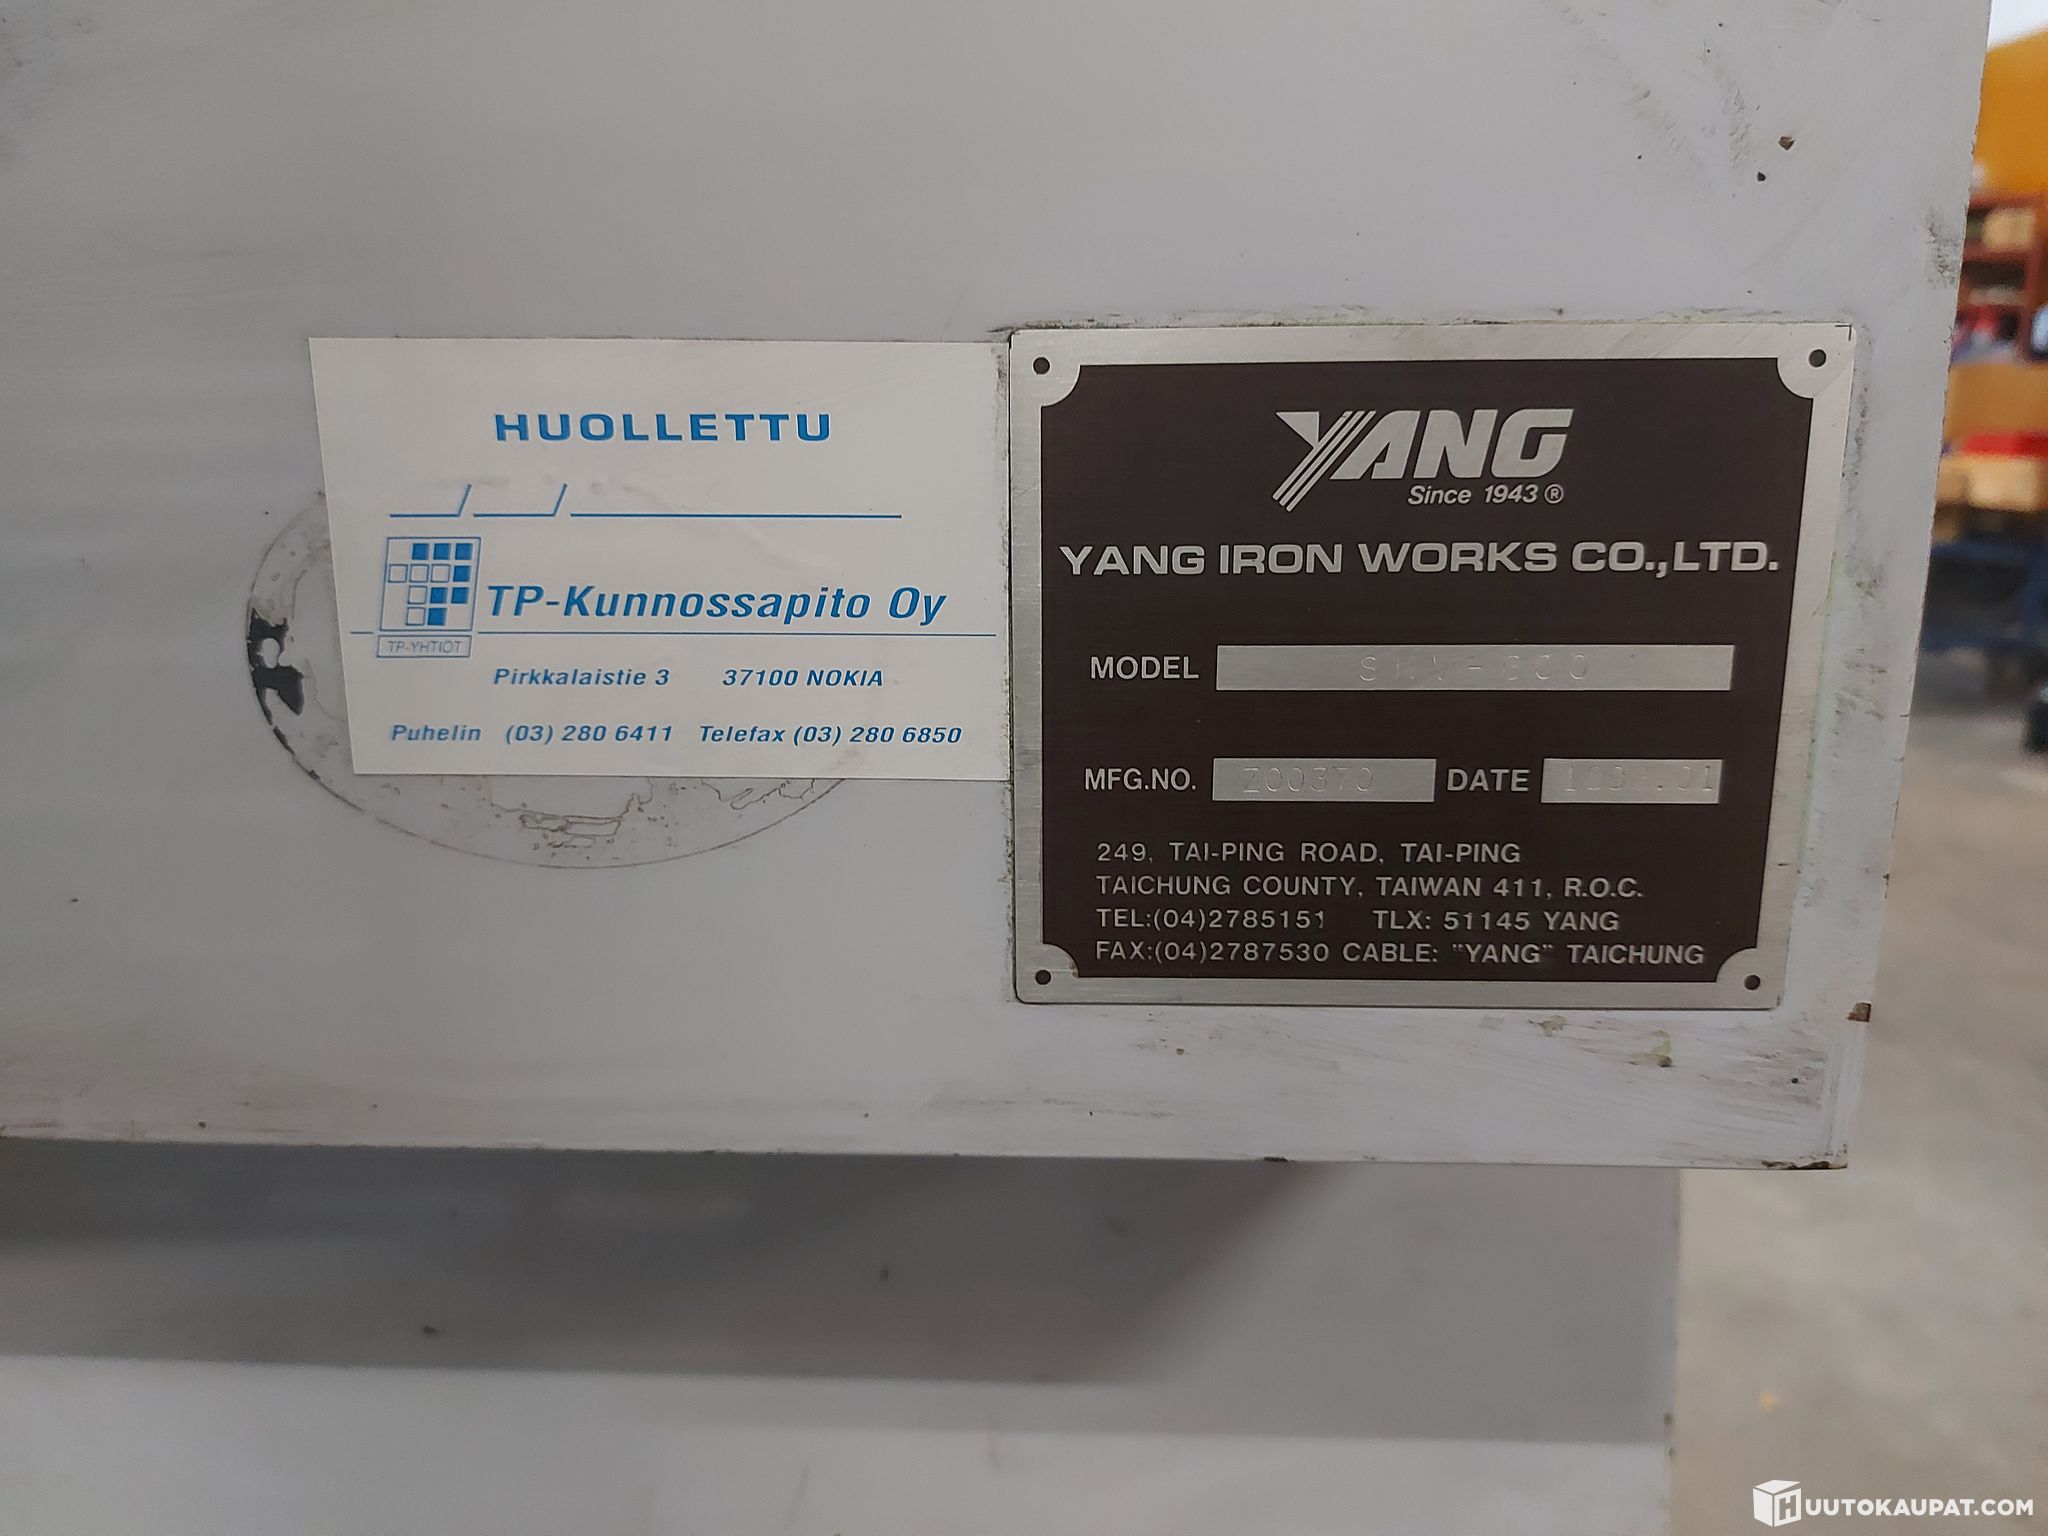 HUOLLETTU
TP-Kunnossapito Oy
TP-YHTIÖT
Pirkkalaistie 3 37100 NOKIA
Puhelin (03) 280 6411 Telefax (03) 280 6850
YANG
Since 1943 ®
YANG IRON WORKS CO.,LTD.
MODEL
MFG.NO. Z00370 DATE
249, TAI-PING ROAD, TAI-PING
TAICHUNG COUNTY, TAIWAN 411, R.O.C.
TEL:(04)2785151 TLX: 51145 YANG
FAX:(04)2787530 CABLE: "YANG" TAICHUNG
HUUTOKAUPAT.COM